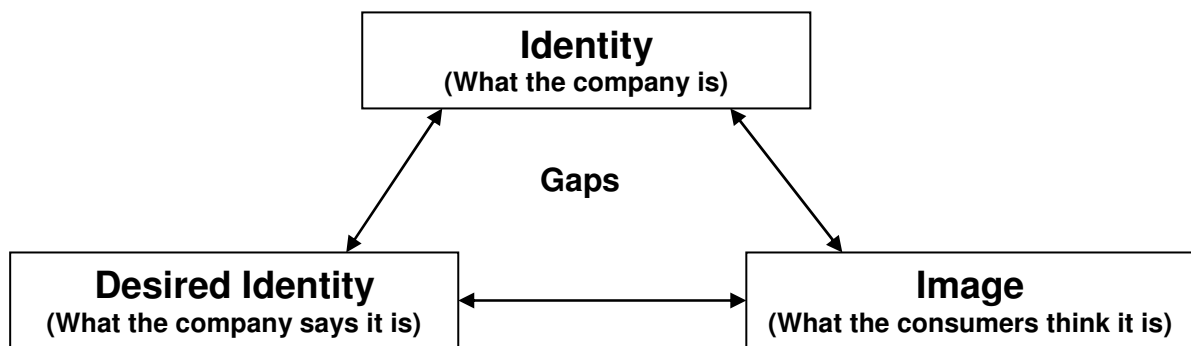 Identity
(What the company is)
Gaps
Desired Identity
(What the company says it is)
Image
(What the consumers think it is)